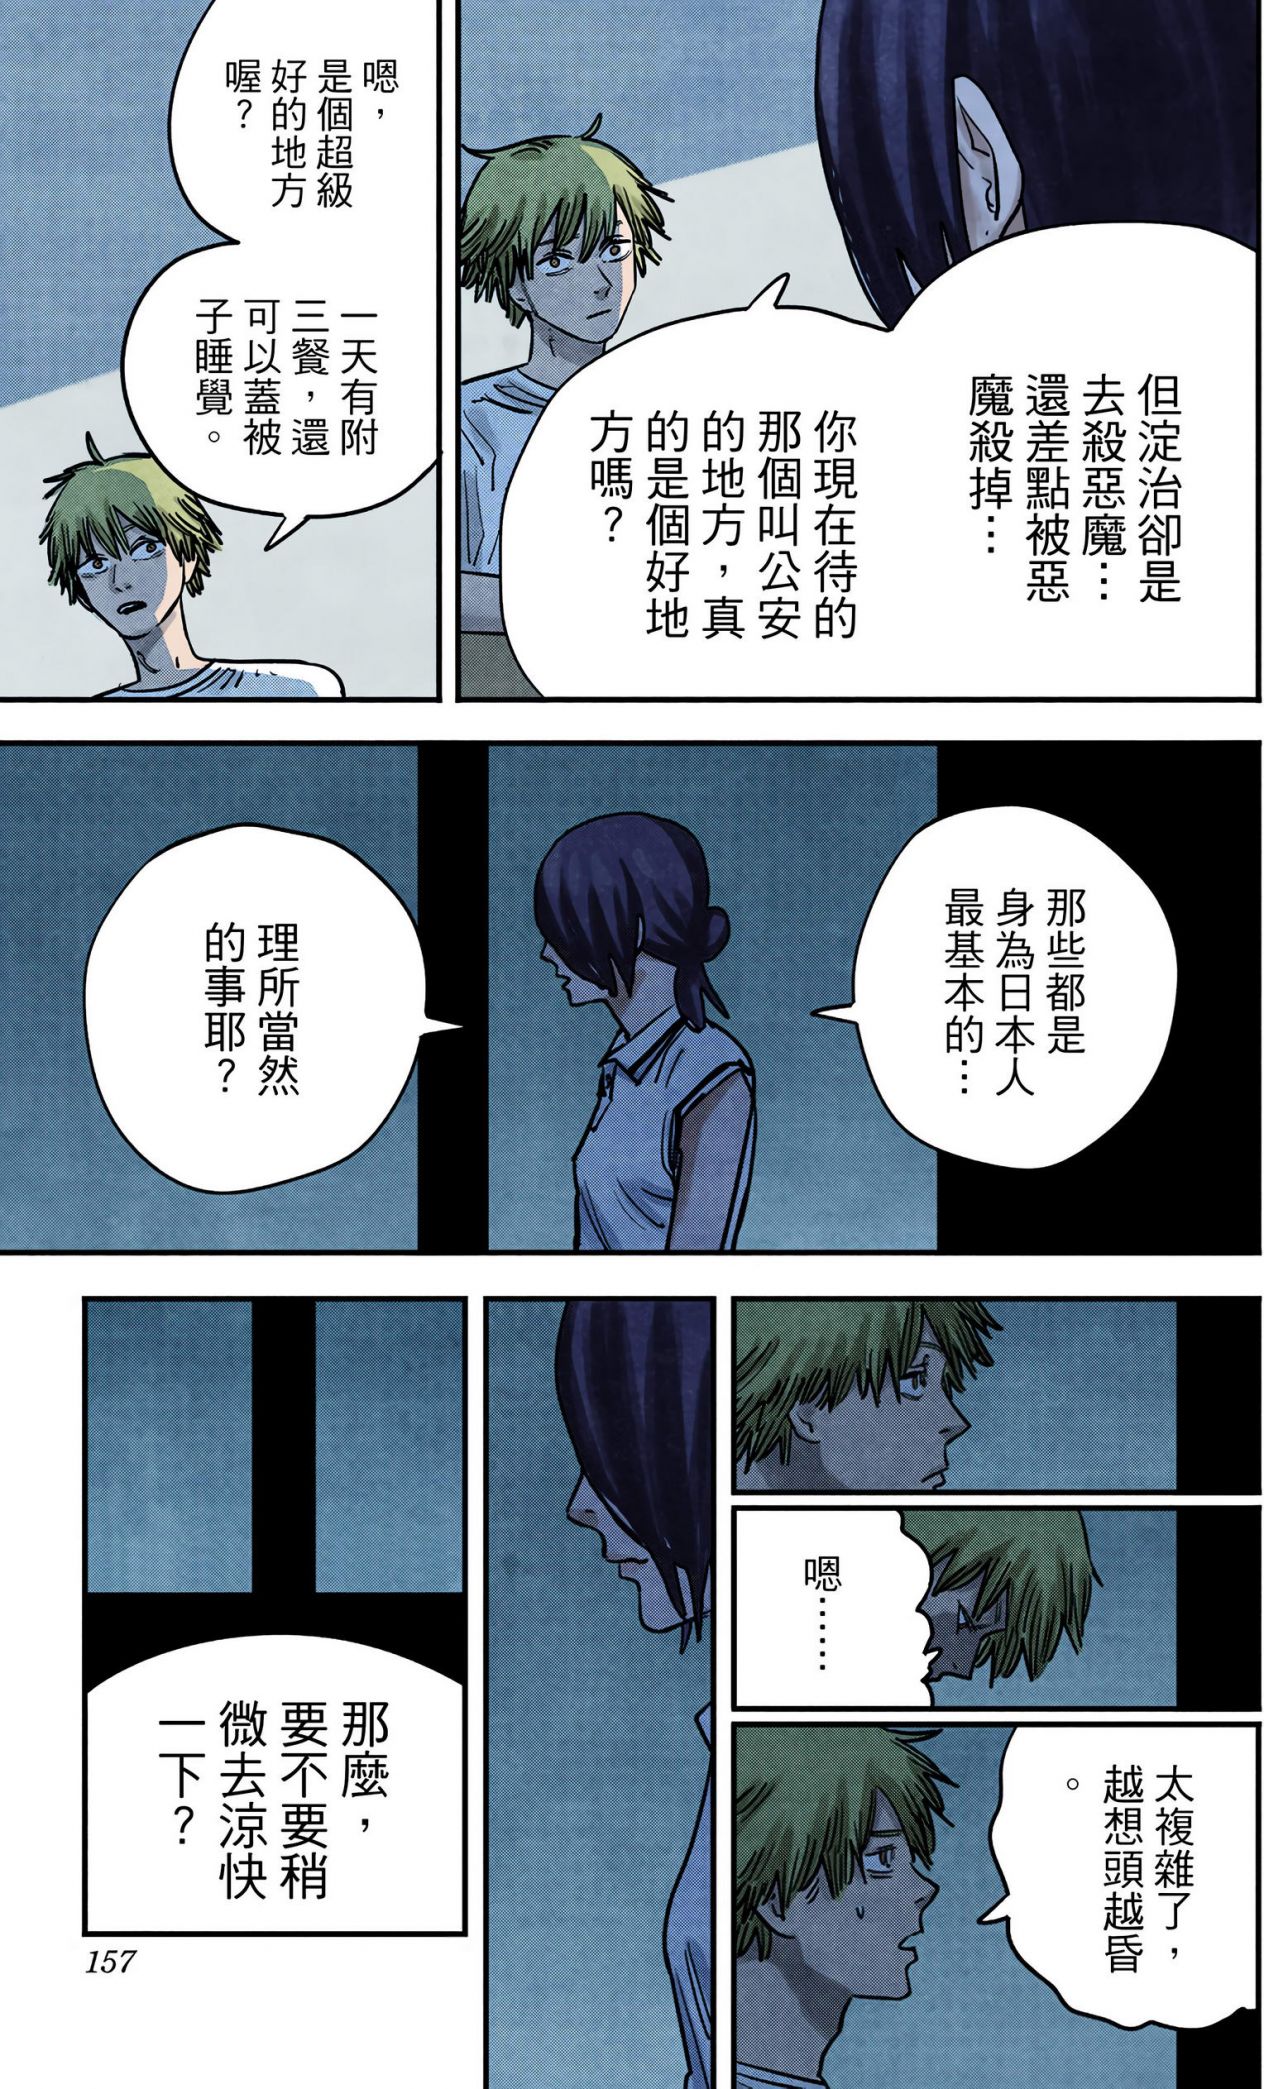 但淀治卻是
去殺惡魔⋯
還差點被惡
魔殺掉⋯
你現在待的
那個叫公安
的地方，真
的是個好地
方嗎？
嗯，
是個超級
好的地方
喔？
一天有附
三餐，還
可以蓋被
子睡覺。
那些都是
身為日本人
最基本的⋯
理所當然
的事耶？
嗯⋯⋯
太複雜了，
越想頭越昏
。
那麼，
要不要稍
微去涼快
一下？
157